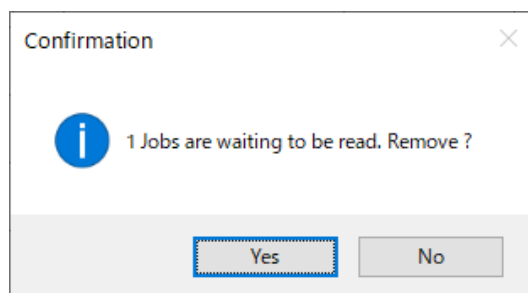 Confirmation
1 Jobs are waiting to be read. Remove ?
Yes
No